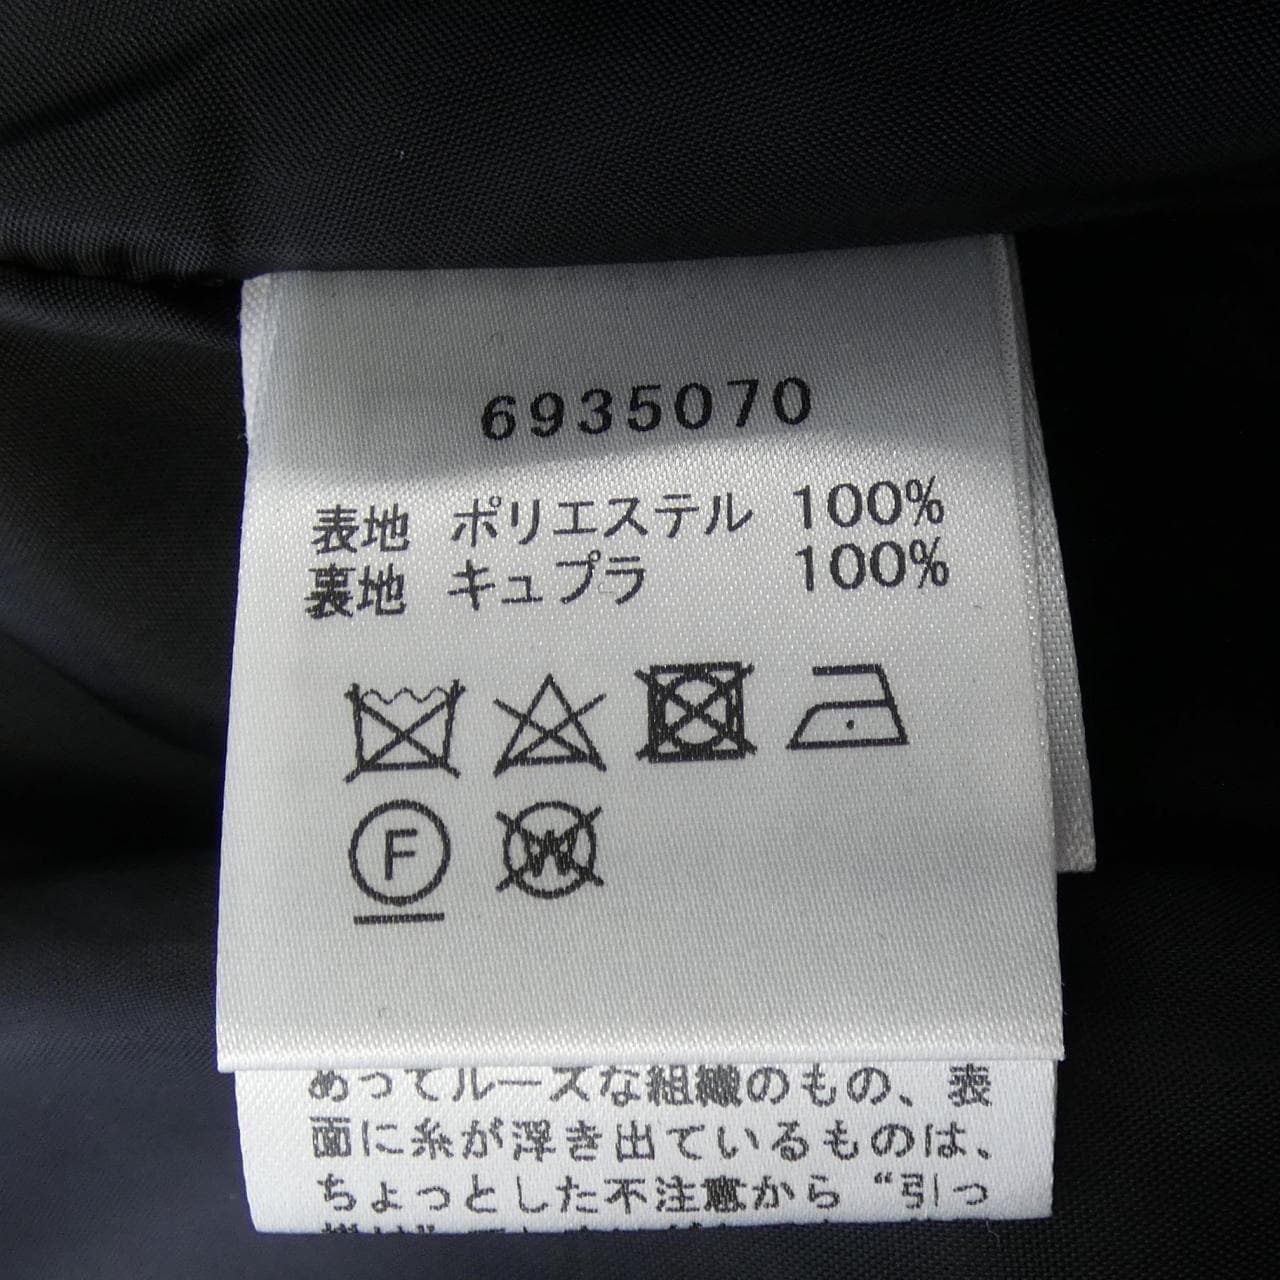 6935070
表地 ポリエステル 100%
裏地 キュプラ 100%
F
W
めってルーズな組織のもの、表
面に糸が浮き出ているものは、
ちょっとした不注意から“引っ